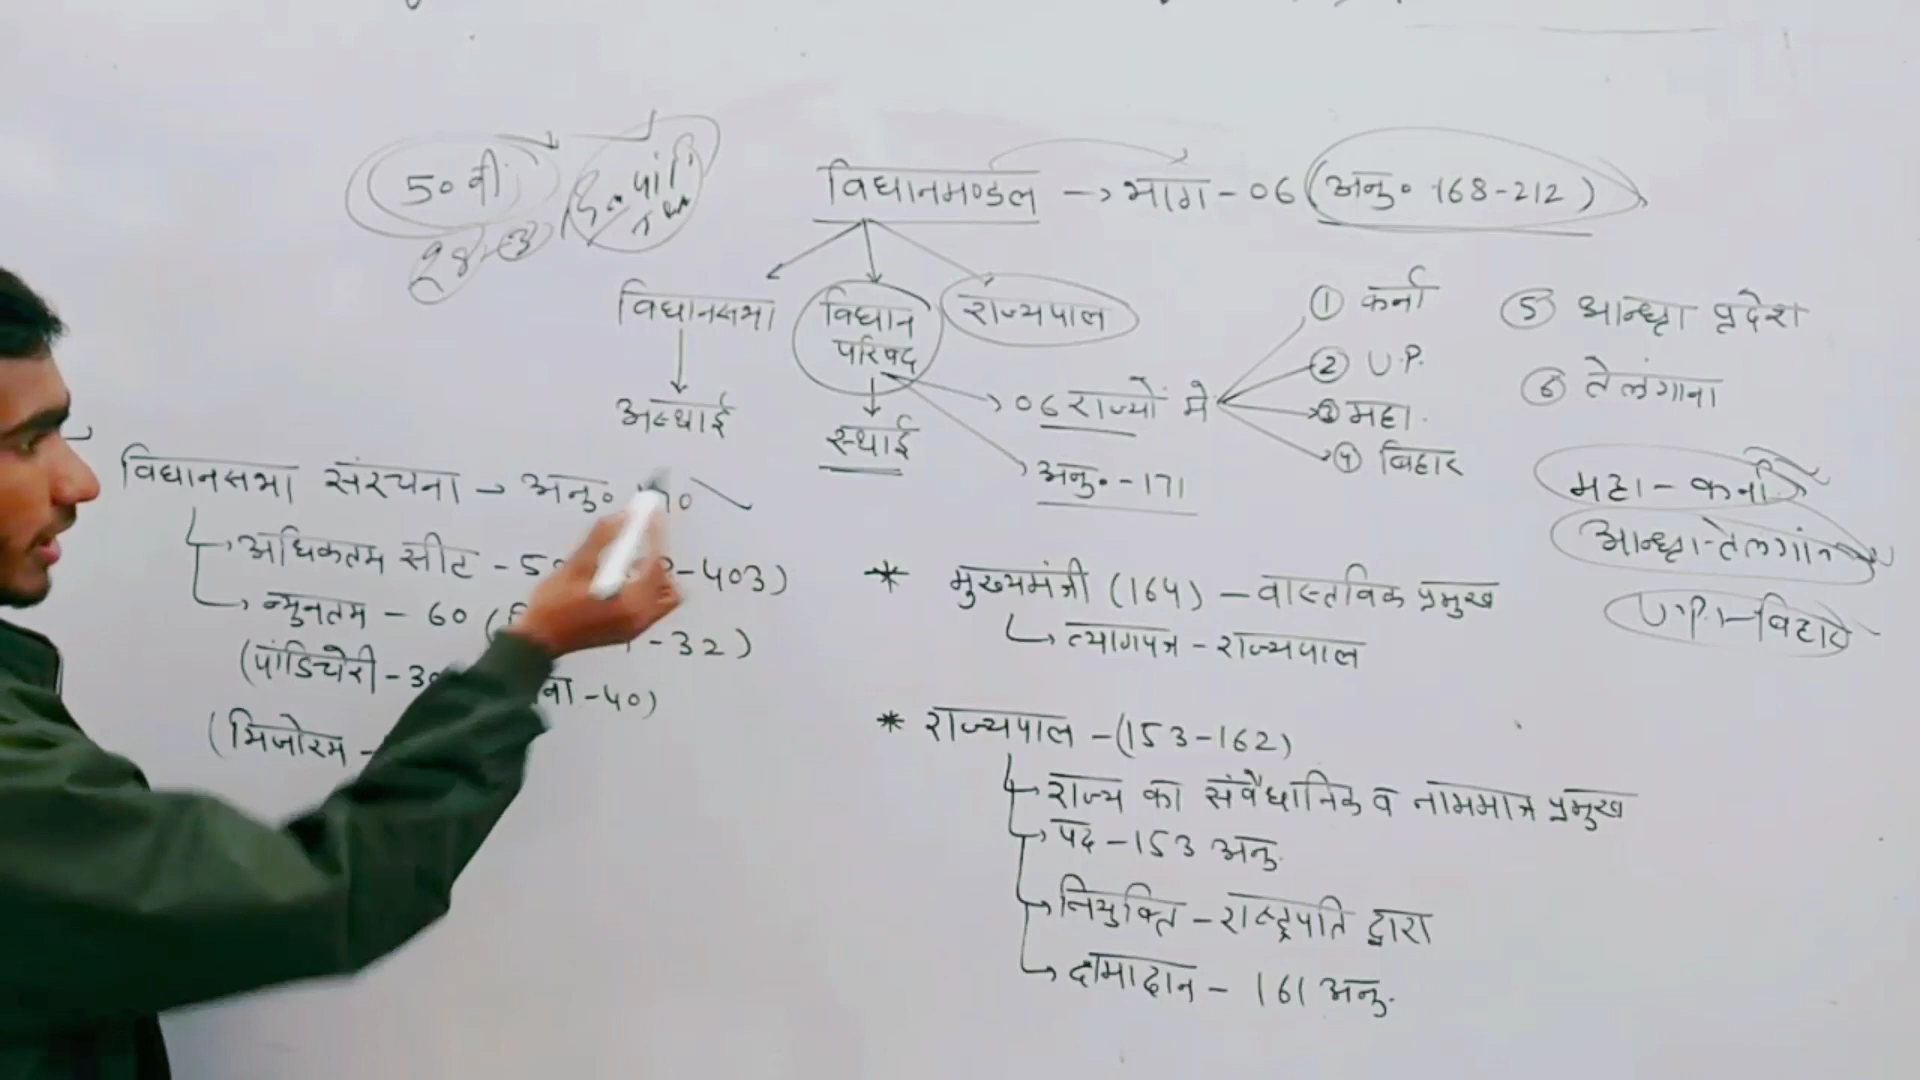 50 वी
विधानमण्डल → भाग - 06 (अनु॰ 168-212)
विधानसभा
विधान परिषद
राज्यपाल
अस्थाई
स्थाई
→ 06 राज्यों मे
अनु॰ - 171
① कर्ना
② U.P.
③ महा.
④ बिहार
⑤ आन्ध्रा प्रदेश
⑥ तेलंगाना
महा - कर्ना
आन्ध्रा-तेलगांना
U.P. - बिहार
विधानसभा संरचना → अनु॰
→ अधिकतम सीट - -403)
→ न्युनतम - 60 ( -32)
(पांडिचेरी - -40)
(मिजोरम -
* मुख्यमंत्री (164) – वास्तविक प्रमुख
→ त्यागपत्र - राज्यपाल
* राज्यपाल - (153-162)
→ राज्य का संवैधानिक व नाममात्र प्रमुख
→ पद - 153 अनु.
→ नियुक्ति - राष्ट्रपति द्वारा
→ क्षमादान - 161 अनु.